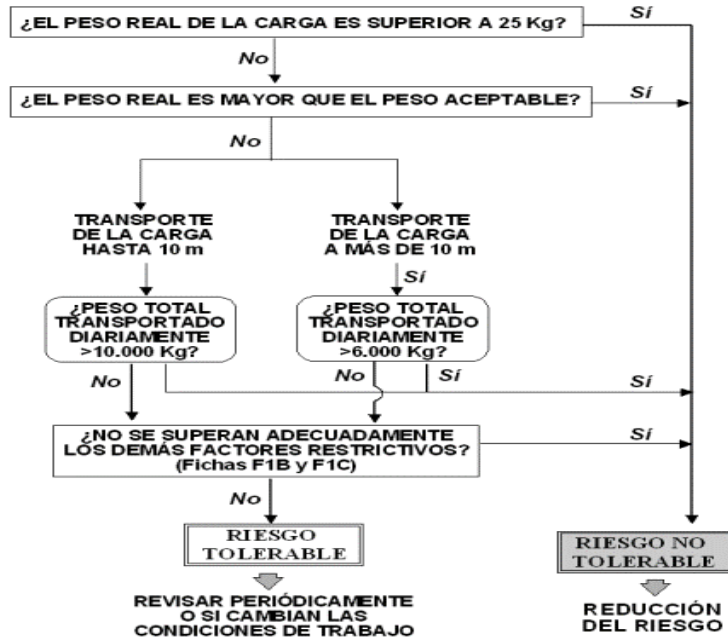 ¿EL PESO REAL DE LA CARGA ES SUPERIOR A 25 Kg?
Sí
No
¿EL PESO REAL ES MAYOR QUE EL PESO ACEPTABLE?
Sí
No
TRANSPORTE
DE LA CARGA
HASTA 10 m
TRANSPORTE
DE LA CARGA
A MÁS DE 10 m
Sí
¿PESO TOTAL
TRANSPORTADO
DIARIAMENTE
>10.000 Kg?
¿PESO TOTAL
TRANSPORTADO
DIARIAMENTE
>6.000 Kg?
No
No
Sí
Sí
¿NO SE SUPERAN ADECUADAMENTE
LOS DEMÁS FACTORES RESTRICTIVOS?
(Fichas F1B y F1C)
Sí
No
RIESGO
TOLERABLE
RIESGO NO
TOLERABLE
REVISAR PERIÓDICAMENTE
O SI CAMBIAN LAS
CONDICIONES DE TRABAJO
REDUCCIÓN
DEL RIESGO